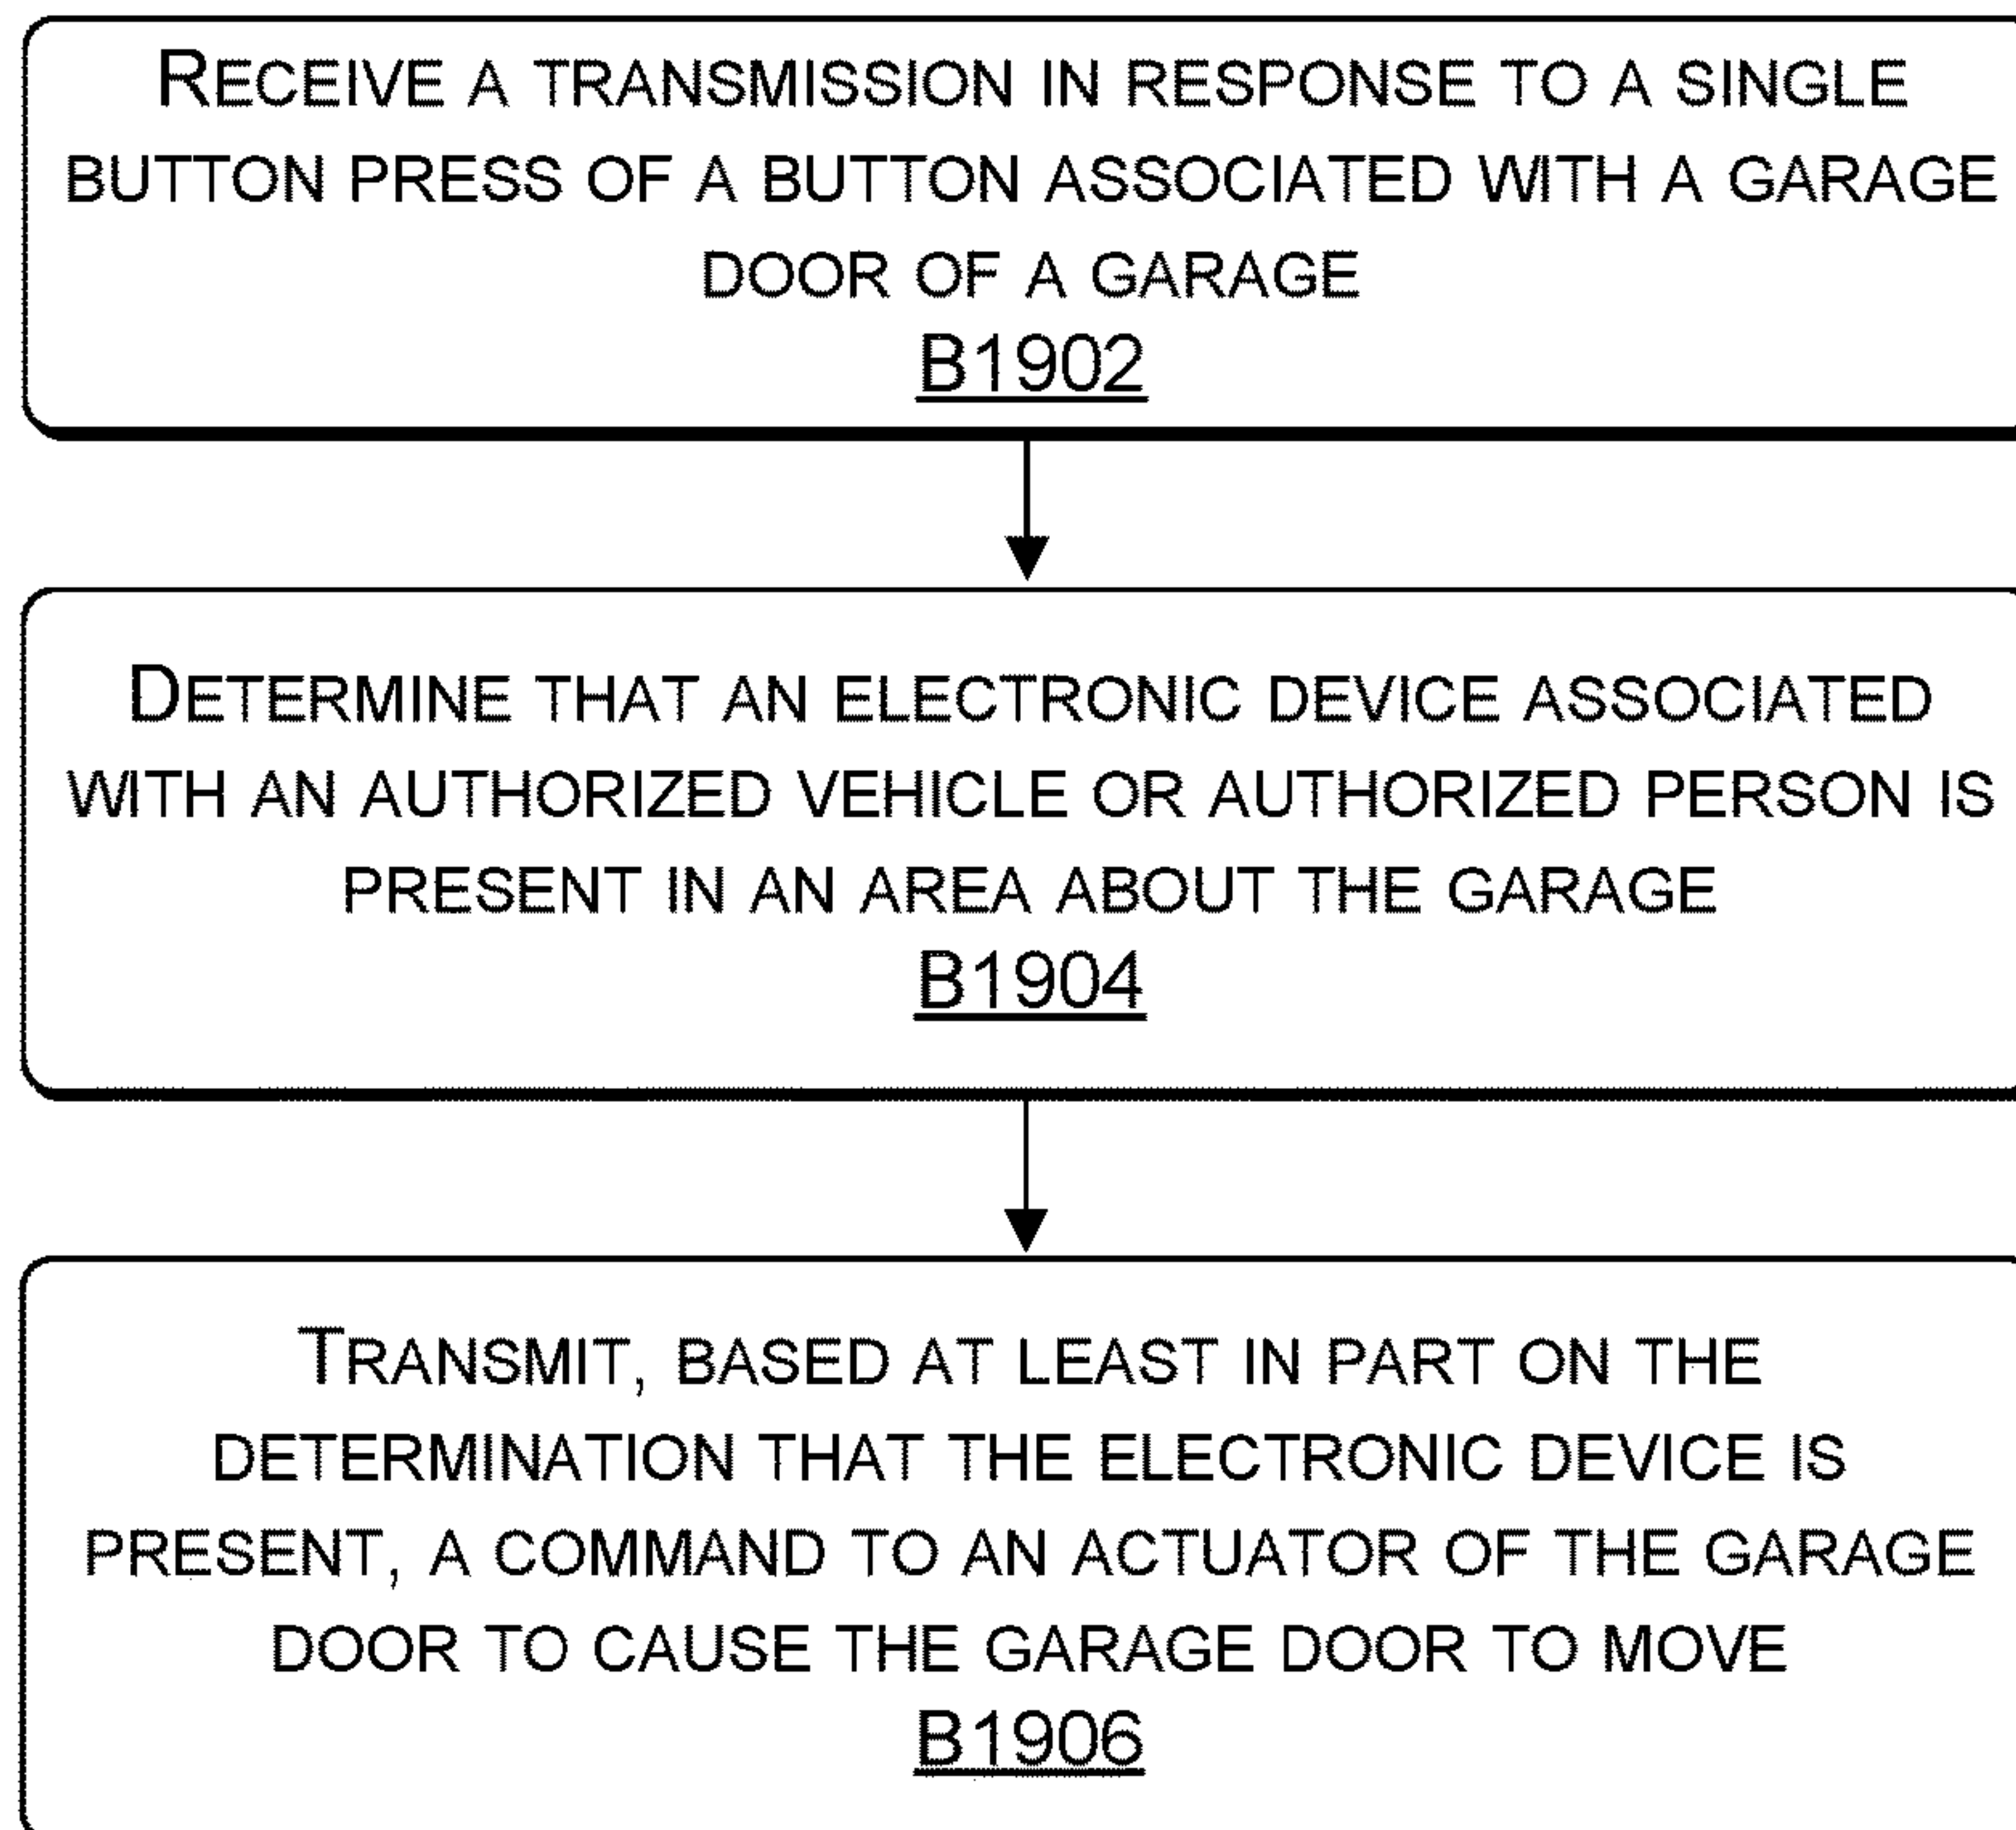 RECEIVE A TRANSMISSION IN RESPONSE TO A SINGLE
BUTTON PRESS OF A BUTTON ASSOCIATED WITH A GARAGE
DOOR OF A GARAGE
B1902
DETERMINE THAT AN ELECTRONIC DEVICE ASSOCIATED
WITH AN AUTHORIZED VEHICLE OR AUTHORIZED PERSON IS
PRESENT IN AN AREA ABOUT THE GARAGE
B1904
TRANSMIT, BASED AT LEAST IN PART ON THE
DETERMINATION THAT THE ELECTRONIC DEVICE IS
PRESENT, A COMMAND TO AN ACTUATOR OF THE GARAGE
DOOR TO CAUSE THE GARAGE DOOR TO MOVE
B1906